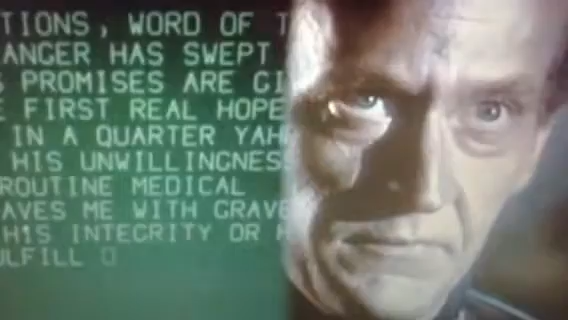 TIONS, WORD OF T
ANGER HAS SWEPT
S PROMISES ARE GI
E FIRST REAL HOPE
IN A QUARTER YAH
HIS UNWILLINGNESS
ROUTINE MEDICAL
AVES ME WITH GRAVE
HIS INTEGRITY OR H
ULFILL